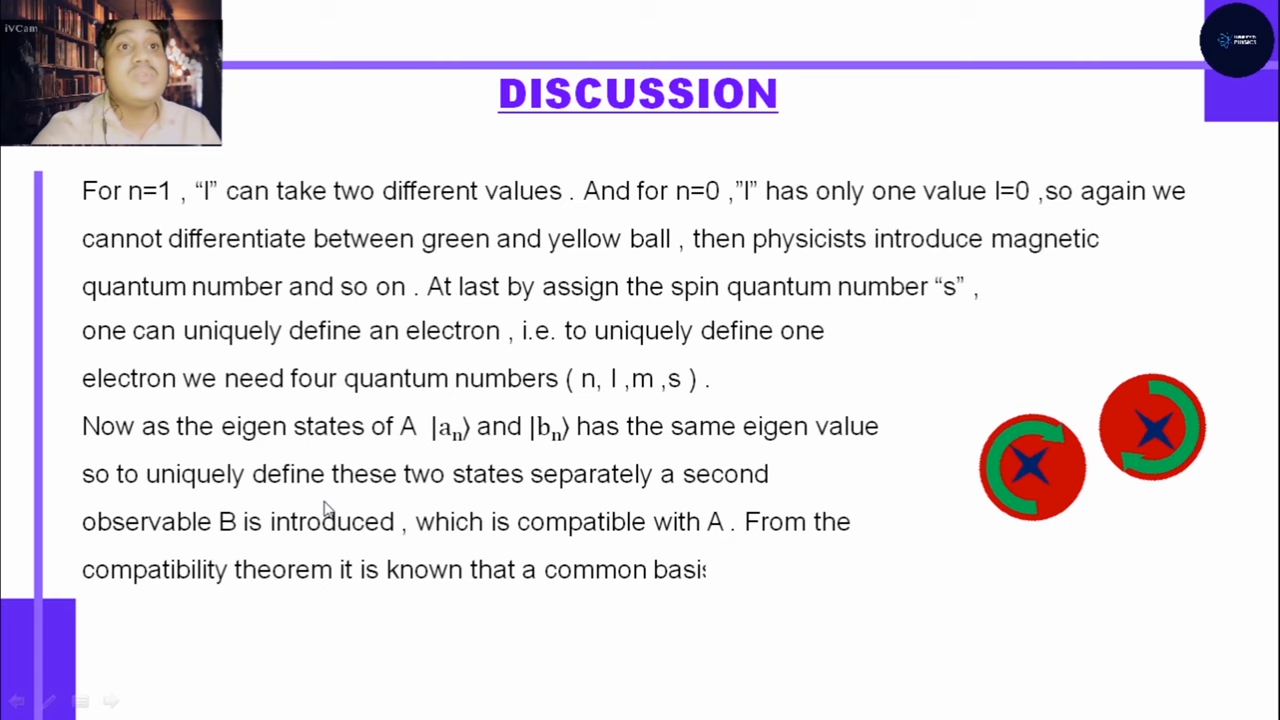 iVCam
DISCUSSION
For n=1 , “l” can take two different values . And for n=0 ,”l” has only one value l=0 ,so again we
cannot differentiate between green and yellow ball , then physicists introduce magnetic
quantum number and so on . At last by assign the spin quantum number “s” ,
one can uniquely define an electron , i.e. to uniquely define one
electron we need four quantum numbers ( n, l ,m ,s ) .
Now as the eigen states of A |aₙ⟩ and |bₙ⟩ has the same eigen value
so to uniquely define these two states separately a second
observable B is introduced , which is compatible with A . From the
compatibility theorem it is known that a common basis